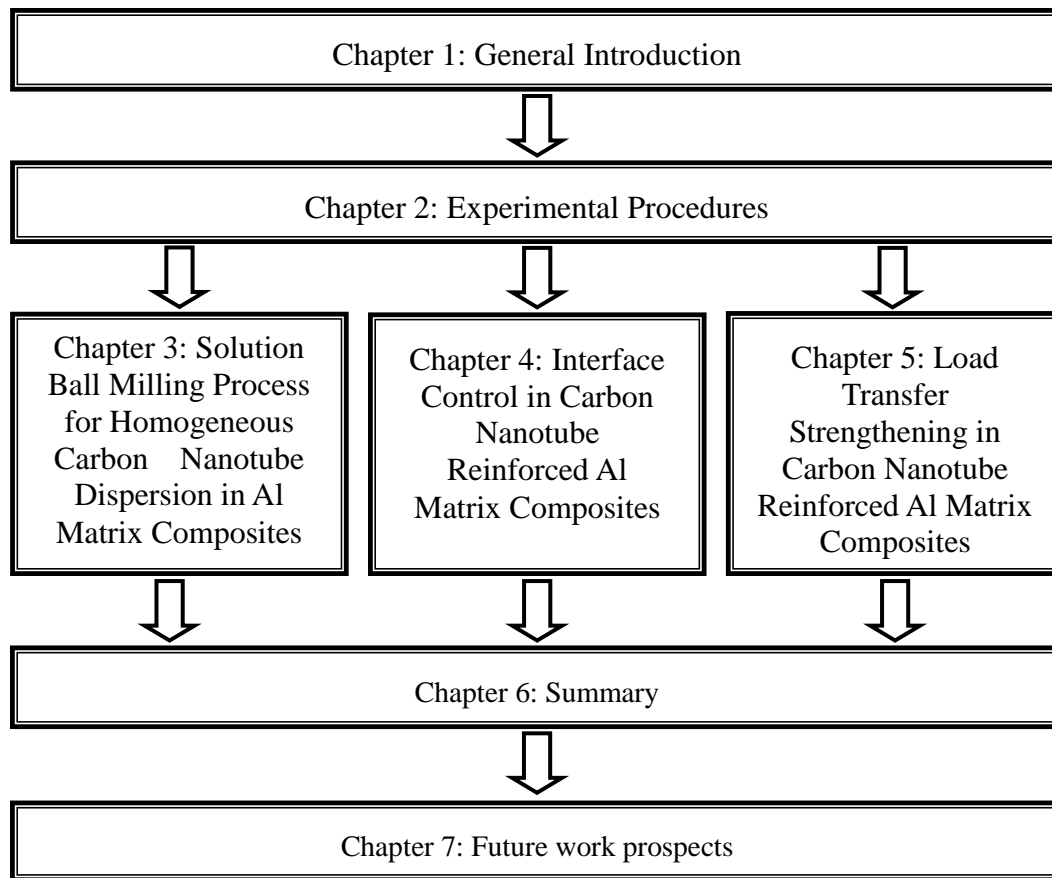 Chapter 1: General Introduction
Chapter 2: Experimental Procedures
Chapter 3: Solution
Ball Milling Process
for Homogeneous
Carbon Nanotube
Dispersion in Al
Matrix Composites
Chapter 4: Interface
Control in Carbon
Nanotube
Reinforced Al
Matrix Composites
Chapter 5: Load
Transfer
Strengthening in
Carbon Nanotube
Reinforced Al Matrix
Composites
Chapter 6: Summary
Chapter 7: Future work prospects